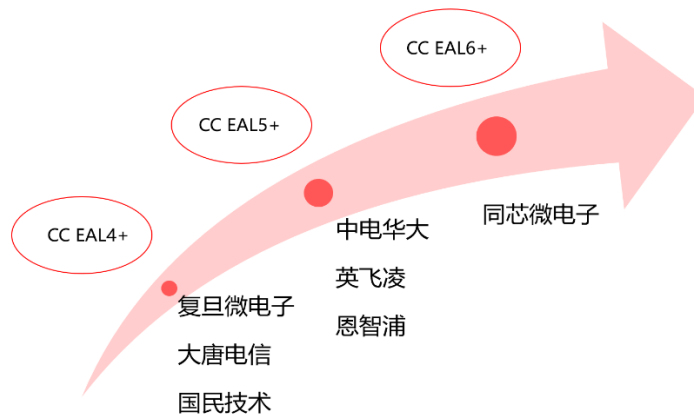 CC EAL6+
CC EAL5+
CC EAL4+
同芯微电子
中电华大
英飞凌
恩智浦
复旦微电子
大唐电信
国民技术